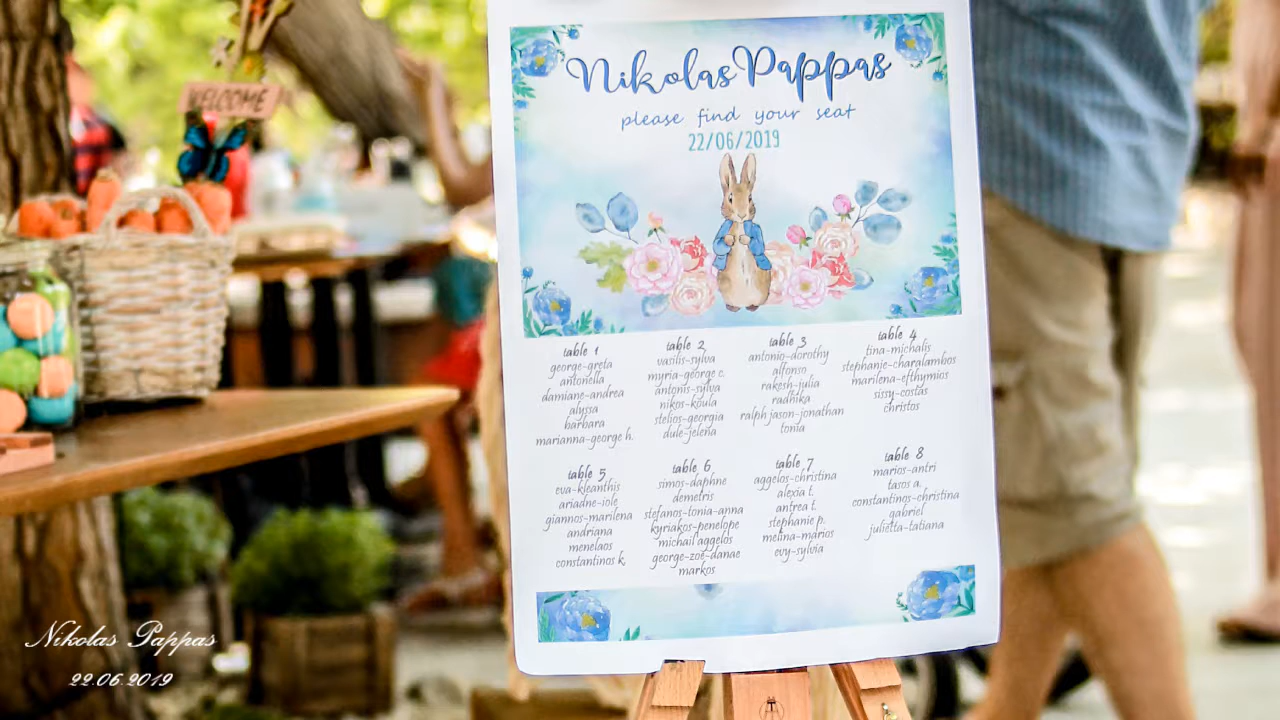 WELCOME
Nikolas Pappas
please find your seat
22/06/2019
table 1
george-greta
antonella
damiane-andrea
alyssa
barbara
marianna-george h.
table 2
vasilis-sylva
myria-george c.
antonis-sylva
nikos-koula
stelios-georgia
dule-jelena
table 3
antonio-dorothy
alfonso
rakesh-julia
radhika
ralph jason-jonathan
tonia
table 4
tina-michalis
stephanie-charalambos
marilena-efthymios
sissy-costas
christos
table 5
eva-kleanthis
ariadne-iole
giannos-marilena
andriana
menelaos
constantinos k.
table 6
simos-daphne
demetris
stefanos-tonia-anna
kyriakos-penelope
michail aggelos
george-zoe-danae
markos
table 7
aggelos-christina
alexia t.
antrea t.
stephanie p.
melina-marios
evy-sylvia
table 8
marios-antri
tasos a.
constantinos-christina
gabriel
julietta-tatiana
Nikolas Pappas
22.06.2019